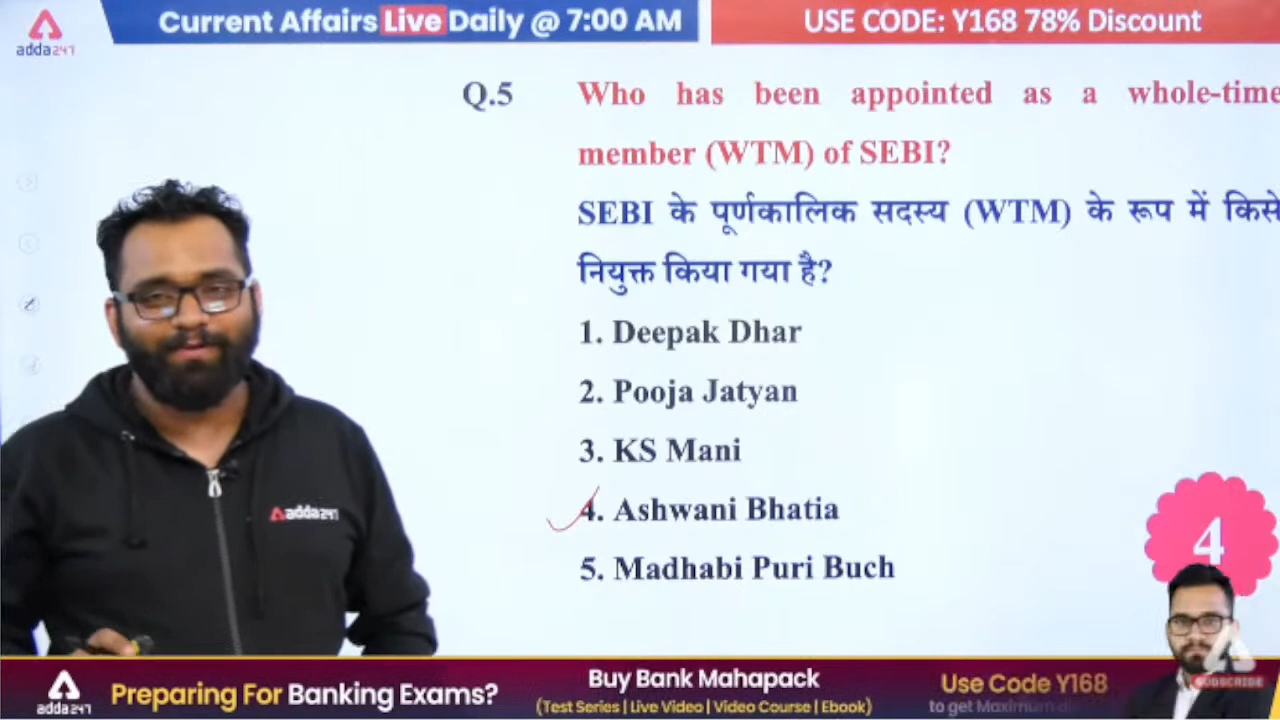 Current Affairs Live Daily @ 7:00 AM
USE CODE: Y168 78% Discount
adda247
Q.5 Who has been appointed as a whole-time
member (WTM) of SEBI?
SEBI के पूर्णकालिक सदस्य (WTM) के रूप में किसे
नियुक्त किया गया है?
1. Deepak Dhar
2. Pooja Jatyan
3. KS Mani
4. Ashwani Bhatia
5. Madhabi Puri Buch
adda247
4
adda247
Preparing For Banking Exams?
Buy Bank Mahapack
(Test Series | Live Video | Video Course | Ebook)
Use Code Y168
to get Maximum
SUBSCRIBE